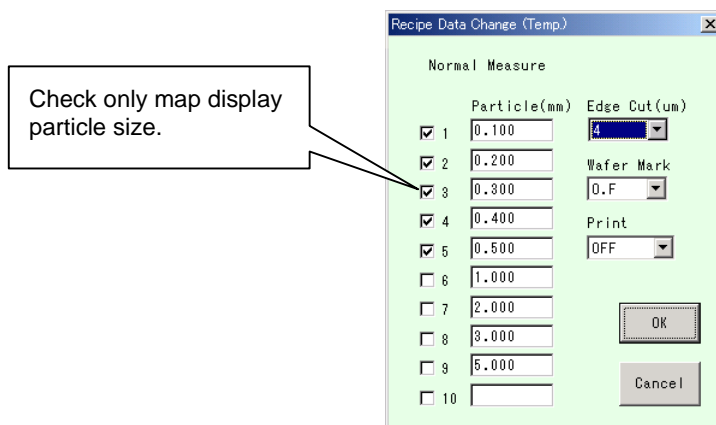 Recipe Data Change (Temp.)
Normal Measure
Check only map display
particle size.
Particle(mm) Edge Cut(um)
1 0.100 4
2 0.200 Wafer Mark
3 0.300 O.F
4 0.400 Print
5 0.500 OFF
6 1.000
7 2.000
8 3.000 OK
9 5.000
10 Cancel